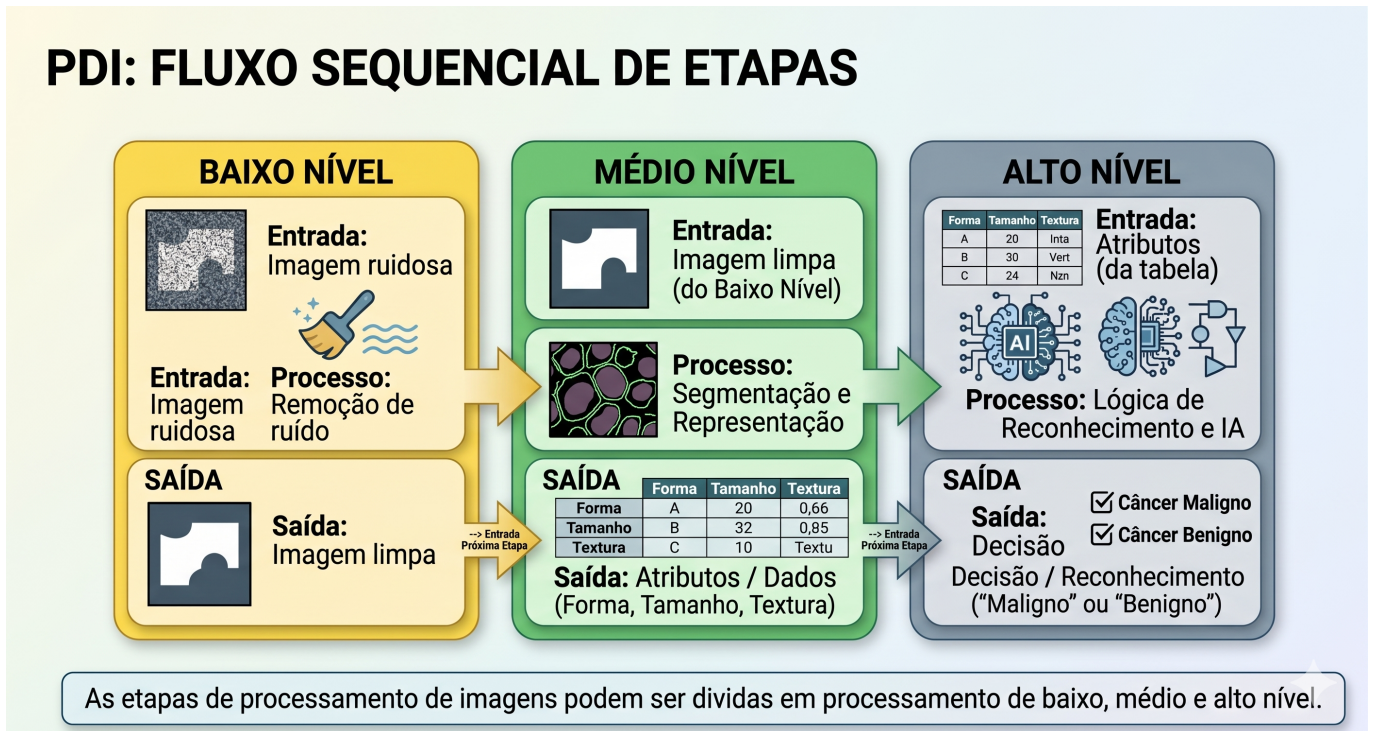 PDI: FLUXO SEQUENCIAL DE ETAPAS
BAIXO NÍVEL
Entrada:
Imagem ruidosa
Entrada:
Imagem
ruidosa
Processo:
Remoção de
ruído
SAÍDA
Saída:
Imagem limpa
--> Entrada
Próxima Etapa
MÉDIO NÍVEL
Entrada:
Imagem limpa
(do Baixo Nível)
Processo:
Segmentação e
Representação
SAÍDA
Forma Tamanho Textura
Forma A 20 0,66
Tamanho B 32 0,85
Textura C 10 Textu
Saída: Atributos / Dados
(Forma, Tamanho, Textura)
--> Entrada
Próxima Etapa
ALTO NÍVEL
Forma Tamanho Textura
A 20 Inta
B 30 Vert
C 24 Nzn
Entrada:
Atributos
(da tabela)
AI
Processo: Lógica de
Reconhecimento e IA
SAÍDA
Saída:
Decisão
Câncer Maligno
Câncer Benigno
Decisão / Reconhecimento
(“Maligno” ou “Benigno”)
As etapas de processamento de imagens podem ser dividas em processamento de baixo, médio e alto nível.